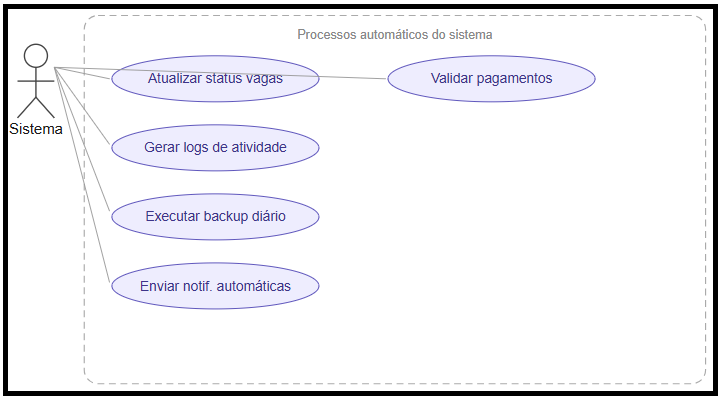 Processos automáticos do sistema
Atualizar status vagas
Validar pagamentos
Sistema
Gerar logs de atividade
Executar backup diário
Enviar notif. automáticas